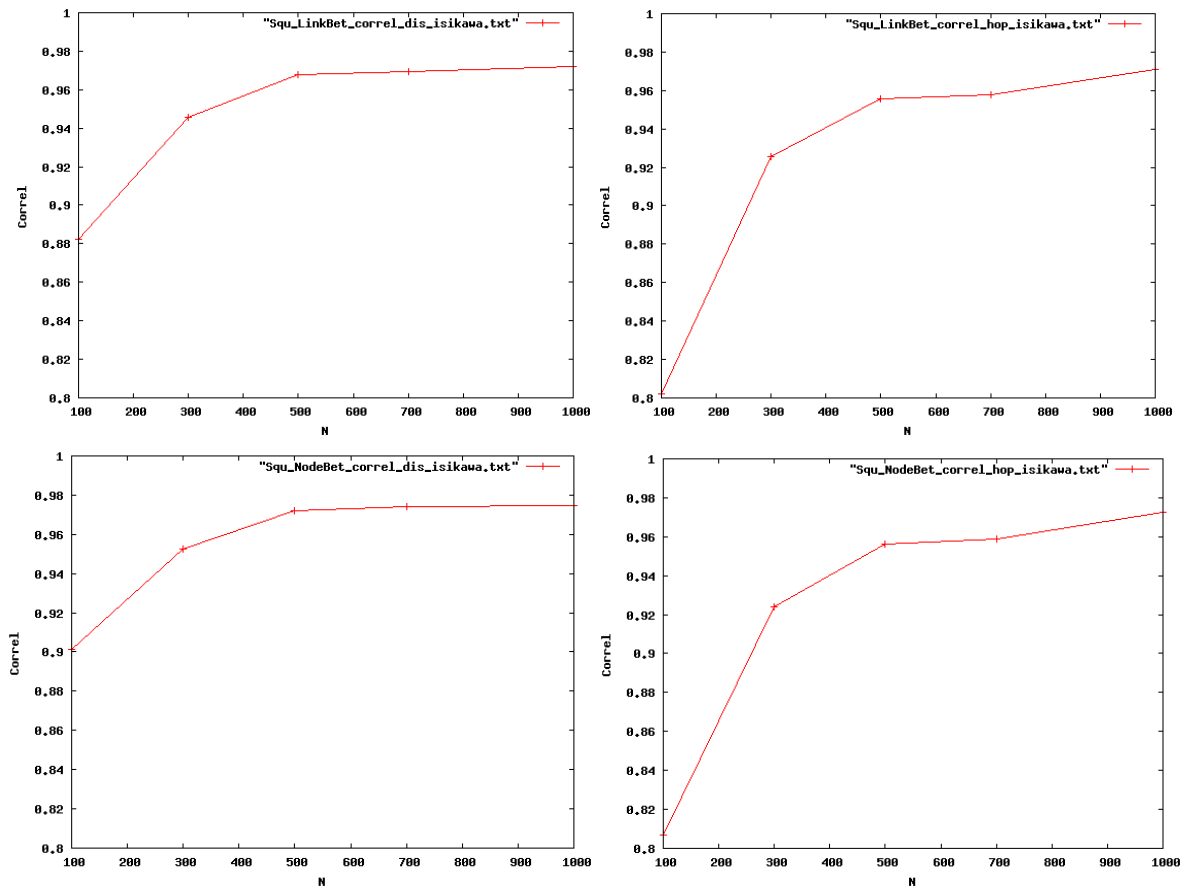 "Squ_LinkBet_correl_dis_isikawa.txt"
1
0.98
0.96
0.94
0.92
0.9
0.88
0.86
0.84
0.82
0.8
Correl
100 200 300 400 500 600 700 800 900 1000
N
"Squ_LinkBet_correl_hop_isikawa.txt"
1
0.98
0.96
0.94
0.92
0.9
0.88
0.86
0.84
0.82
0.8
Correl
100 200 300 400 500 600 700 800 900 1000
N
"Squ_NodeBet_correl_dis_isikawa.txt"
1
0.98
0.96
0.94
0.92
0.9
0.88
0.86
0.84
0.82
0.8
Correl
100 200 300 400 500 600 700 800 900 1000
N
"Squ_NodeBet_correl_hop_isikawa.txt"
1
0.98
0.96
0.94
0.92
0.9
0.88
0.86
0.84
0.82
0.8
Correl
100 200 300 400 500 600 700 800 900 1000
N